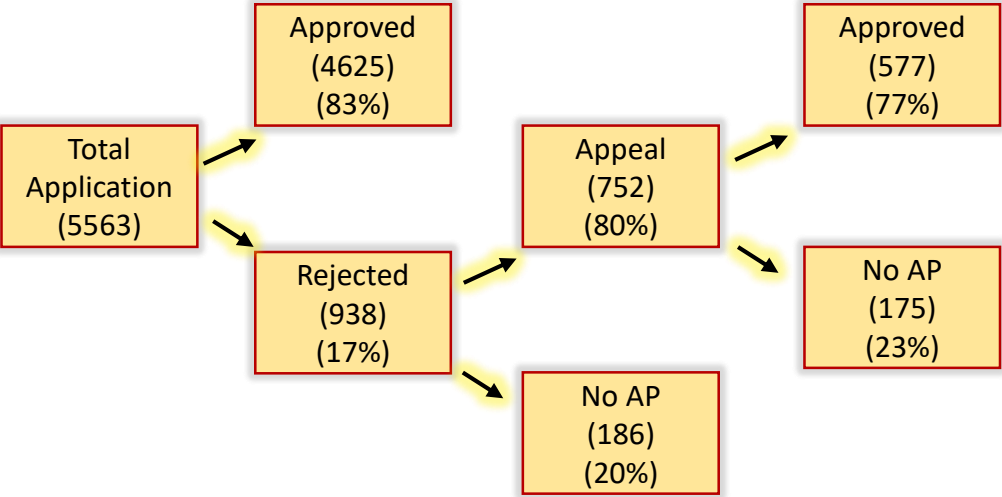 Total
Application
(5563)
Approved
(4625)
(83%)
Rejected
(938)
(17%)
Appeal
(752)
(80%)
No AP
(186)
(20%)
Approved
(577)
(77%)
No AP
(175)
(23%)